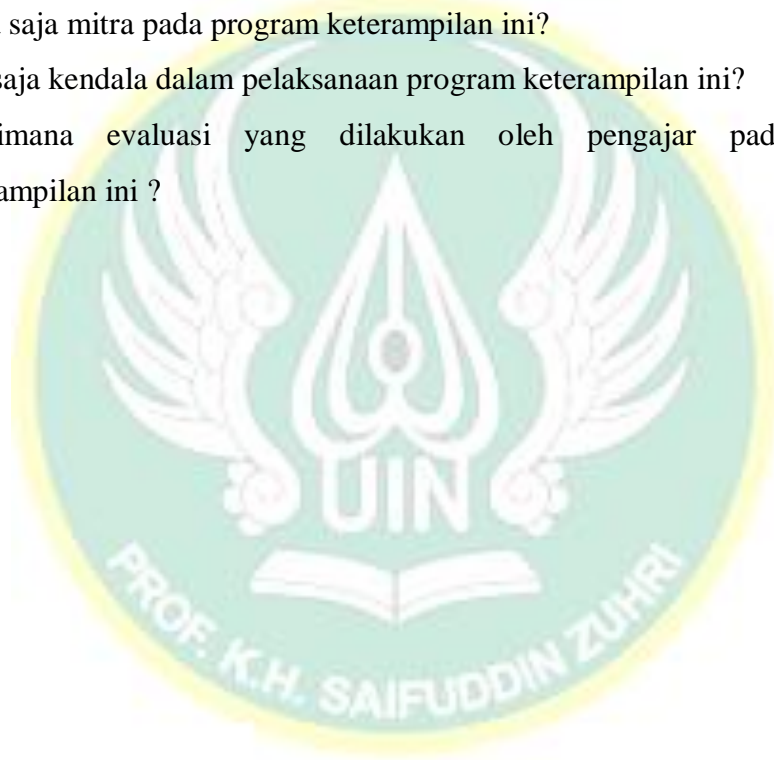 saja mitra pada program keterampilan ini?
saja kendala dalam pelaksanaan program keterampilan ini?
imana evaluasi yang dilakukan oleh pengajar pad
ampilan ini ?
UIN
PROF. K.H. SAIFUDDIN ZUHRI